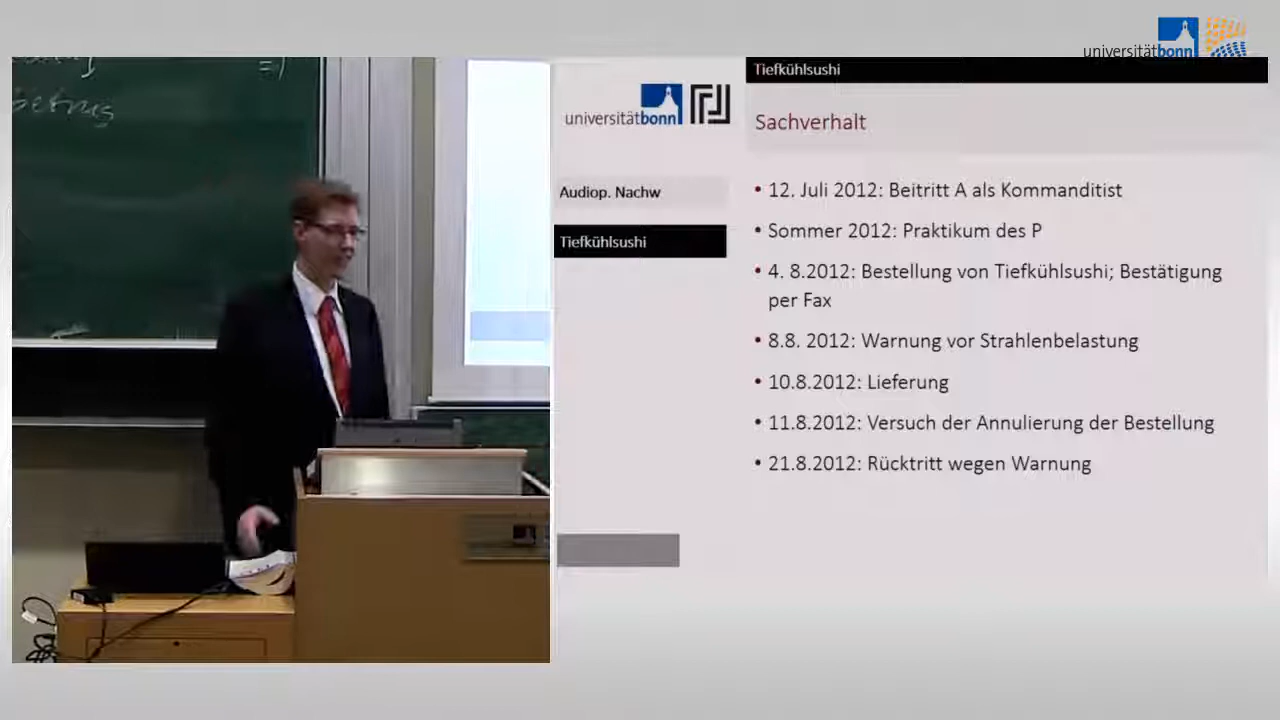 universitätbonn
Tiefkühlsushi
universitätbonn
Sachverhalt
Audiop. Nachw
Tiefkühlsushi
• 12. Juli 2012: Beitritt A als Kommanditist
• Sommer 2012: Praktikum des P
• 4. 8.2012: Bestellung von Tiefkühlsushi; Bestätigung
per Fax
• 8.8. 2012: Warnung vor Strahlenbelastung
• 10.8.2012: Lieferung
• 11.8.2012: Versuch der Annulierung der Bestellung
• 21.8.2012: Rücktritt wegen Warnung